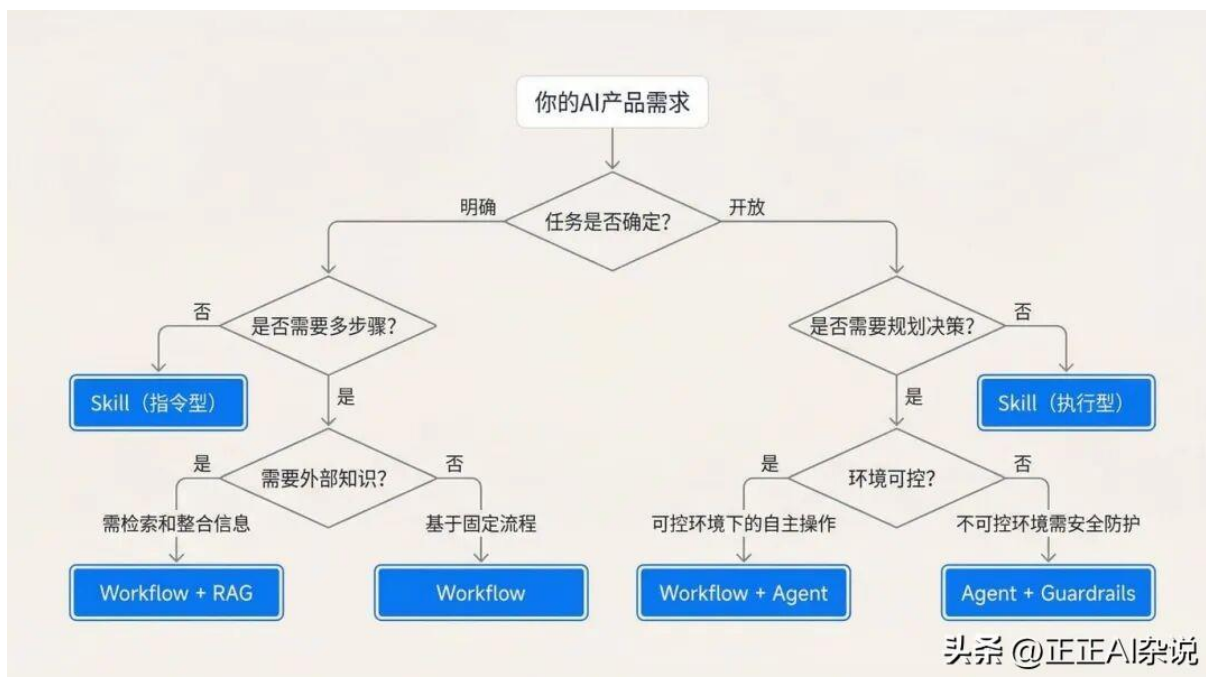 你的AI产品需求
任务是否确定?
明确
开放
是否需要多步骤?
否
是
是否需要规划决策?
否
是
Skill（指令型）
Skill（执行型）
需要外部知识?
是
否
环境可控?
是
否
需检索和整合信息
基于固定流程
可控环境下的自主操作
不可控环境需安全防护
Workflow + RAG
Workflow
Workflow + Agent
Agent + Guardrails
头条 @正正AI杂说